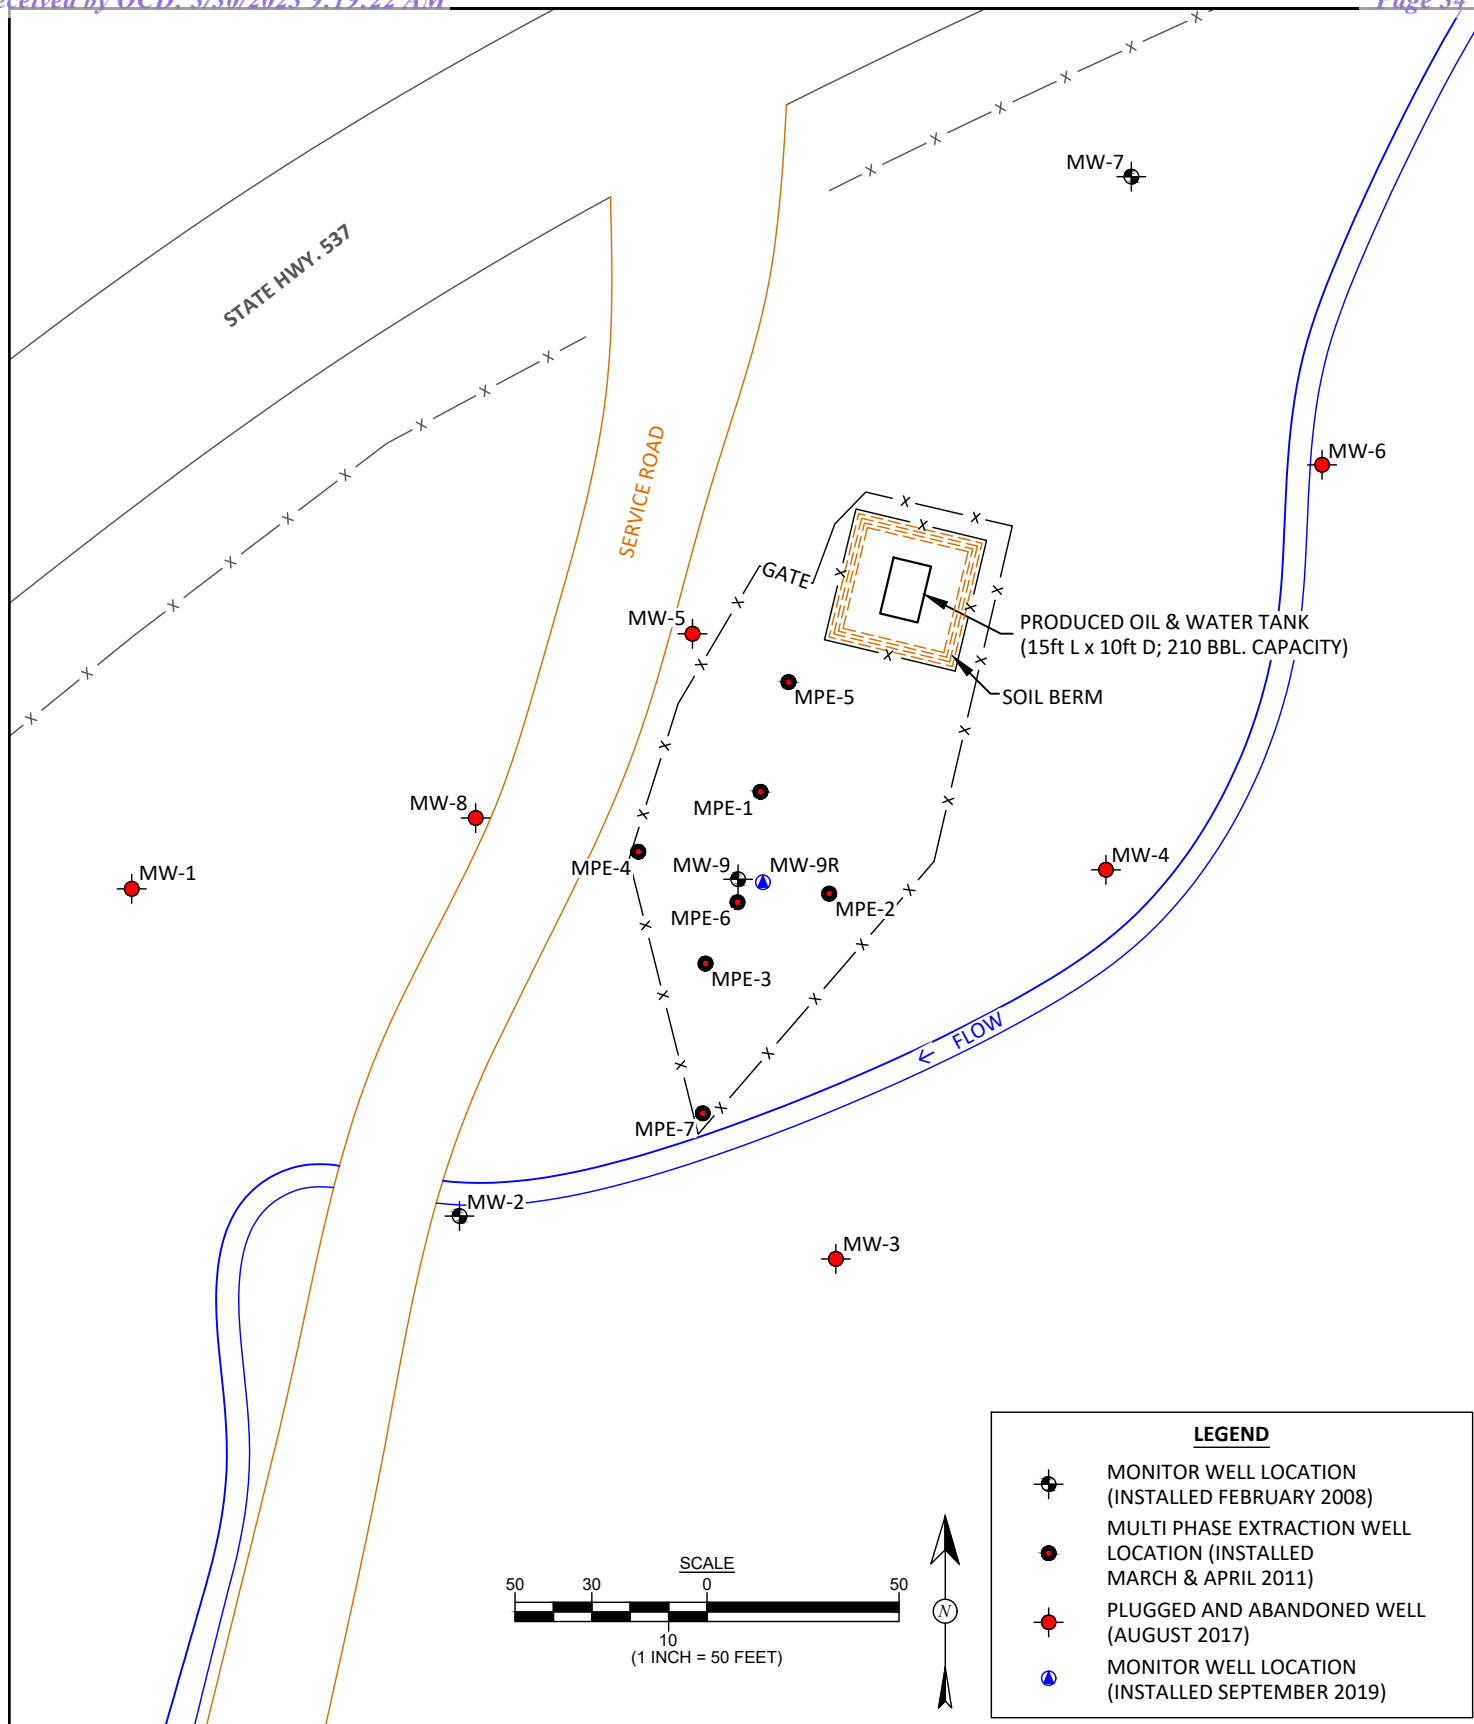 MW-7
STATE HWY. 537
SERVICE ROAD
MW-6
GATE
MW-5
PRODUCED OIL & WATER TANK
(15ft L x 10ft D; 210 BBL. CAPACITY)
SOIL BERM
MPE-5
MPE-1
MW-8
MPE-4
MW-9
MW-9R
MW-4
MW-1
MPE-2
MPE-6
MPE-3
FLOW
MPE-7
MW-2
MW-3
LEGEND
MONITOR WELL LOCATION
(INSTALLED FEBRUARY 2008)
MULTI PHASE EXTRACTION WELL
LOCATION (INSTALLED
MARCH & APRIL 2011)
PLUGGED AND ABANDONED WELL
(AUGUST 2017)
MONITOR WELL LOCATION
(INSTALLED SEPTEMBER 2019)
SCALE
50 30 0 50
10
(1 INCH = 50 FEET)
N